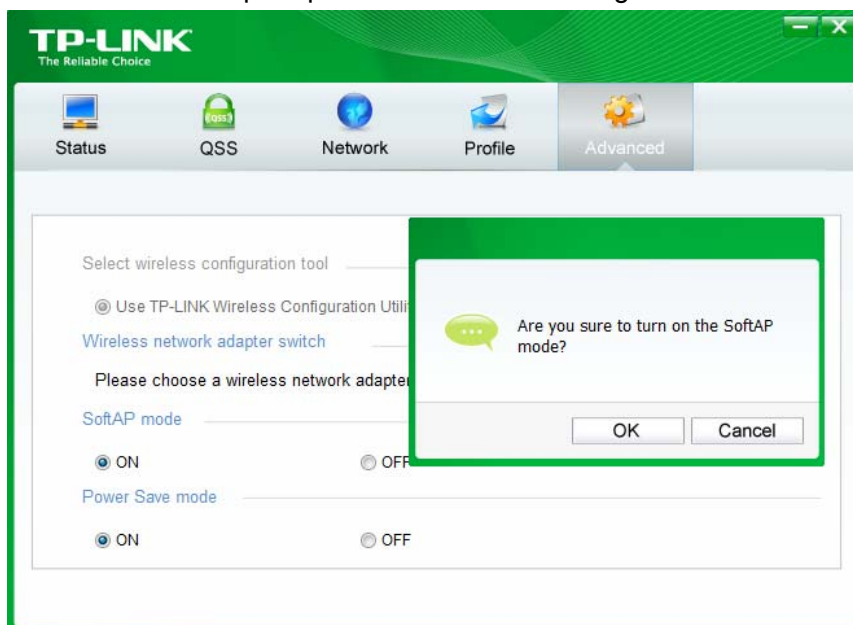 TP-LINK
The Reliable Choice
QSS
Status QSS Network Profile Advanced
Select wireless configuration tool
Use TP-LINK Wireless Configuration
Wireless network adapter switch
Please choose a wireless network
SoftAP mode
ON OFF
Power Save mode
ON OFF
Are you sure to turn on the SoftAP
mode?
OK Cancel